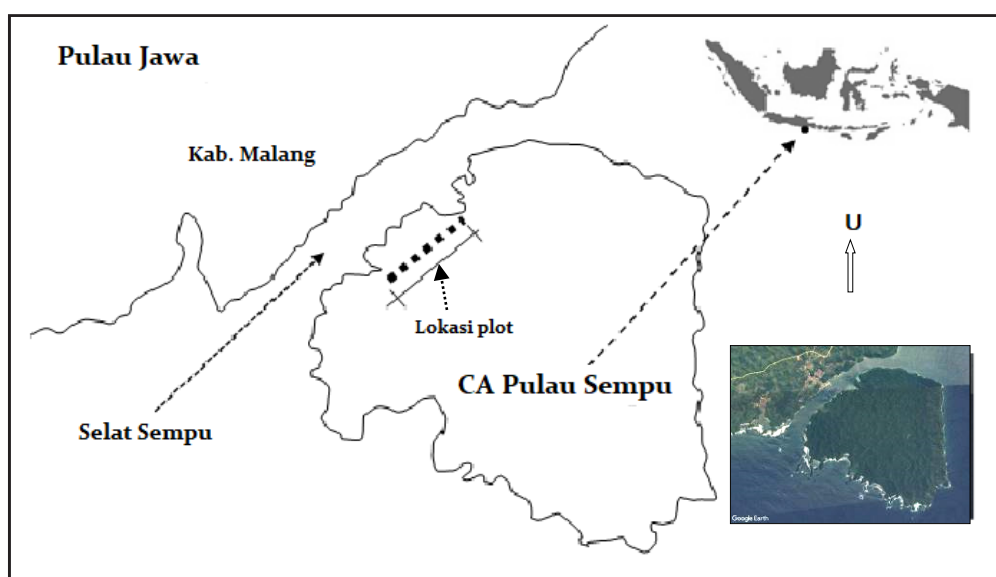 Pulau Jawa
Kab. Malang
U
Lokasi plot
CA Pulau Sempu
Selat Sempu
Google Earth